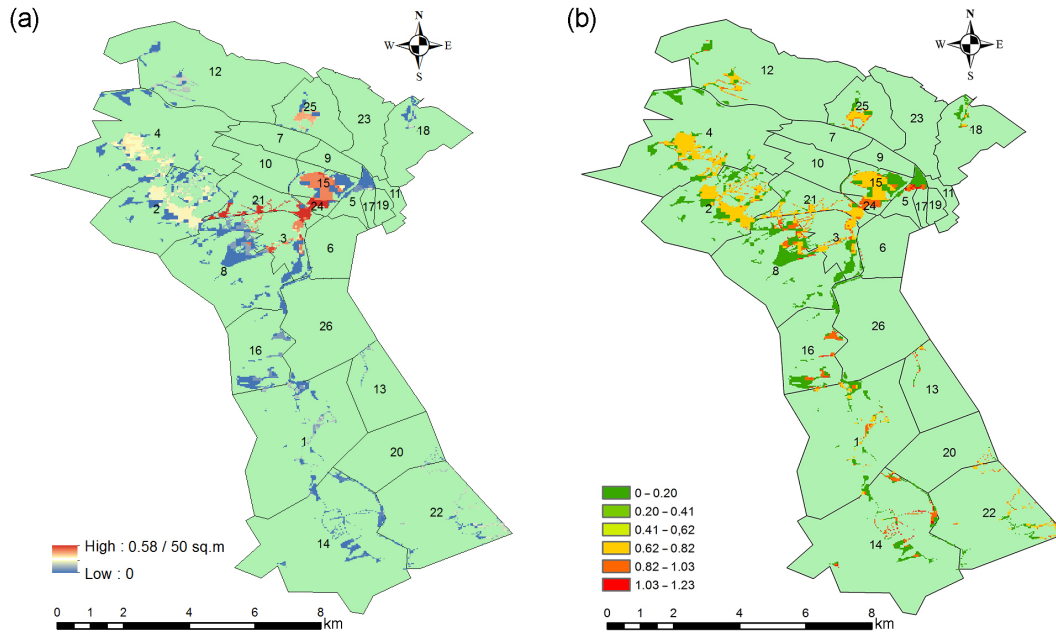 (a)
N
W E
S
12
25
23
18
4
7
9
10
15
11
5
17
19
2
21
24
3
6
8
26
16
13
1
20
22
14
High : 0.58 / 50 sq.m
Low : 0
0 1 2 4 6 8
km
(b)
N
W E
S
12
25
23
18
4
7
9
10
15
11
5
17
19
2
21
24
3
6
8
26
16
13
1
20
22
14
0 – 0.20
0.20 – 0.41
0.41 – 0,62
0.62 – 0.82
0.82 – 1.03
1.03 – 1.23
0 1 2 4 6 8
km